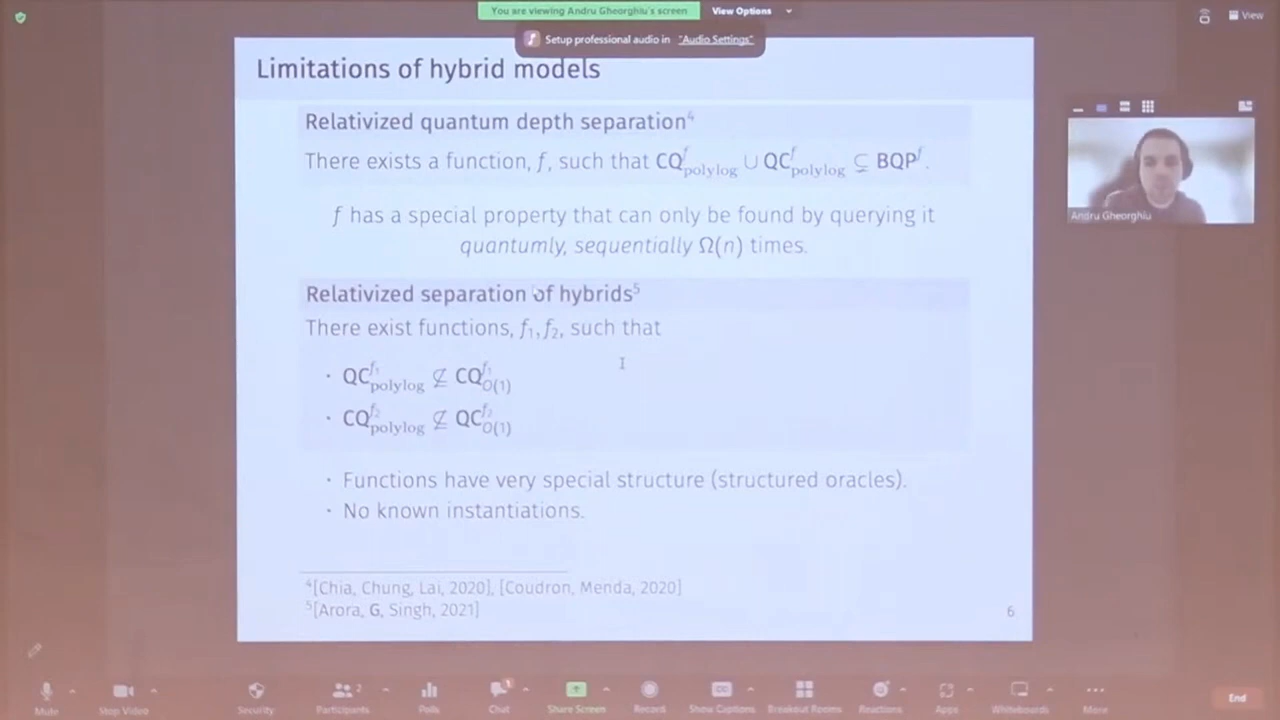 You are viewing Andru Gheorghiu's screen
View Options
View
Setup professional audio in "Audio Settings"
Limitations of hybrid models
Relativized quantum depth separation⁴
There exists a function, f, such that CQ^f_polylog ∪ QC^f_polylog ⊊ BQP^f.
f has a special property that can only be found by querying it
quantumly, sequentially Ω(n) times.
Relativized separation of hybrids⁵
There exist functions, f₁, f₂, such that
· QC^f₁_polylog ⊈ CQ^f₁_O(1)
· CQ^f₂_polylog ⊈ QC^f₂_O(1)
· Functions have very special structure (structured oracles).
· No known instantiations.
⁴[Chia, Chung, Lai, 2020], [Coudron, Menda, 2020]
⁵[Arora, G, Singh, 2021]
6
Andru Gheorghiu
Mute
Stop Video
Security
Participants
2
Polls
Chat
1
Share Screen
Record
Show Captions
CC
Breakout Rooms
Reactions
Apps
Whiteboards
More
End